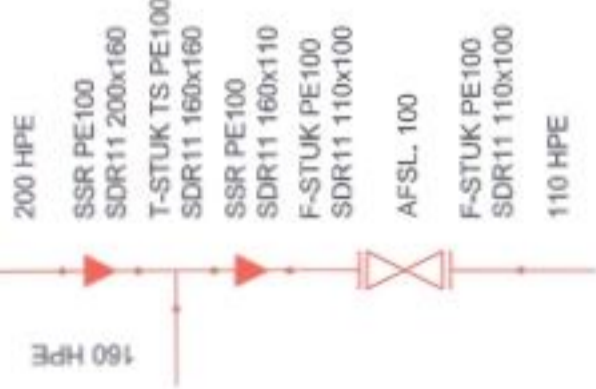 200 HPE
SSR PE100
SDR11 200x160
T-STUK TS PE100
SDR11 160x160
SSR PE100
SDR11 160x110
F-STUK PE100
SDR11 110x100
AFSL. 100
F-STUK PE100
SDR11 110x100
110 HPE
160 HPE